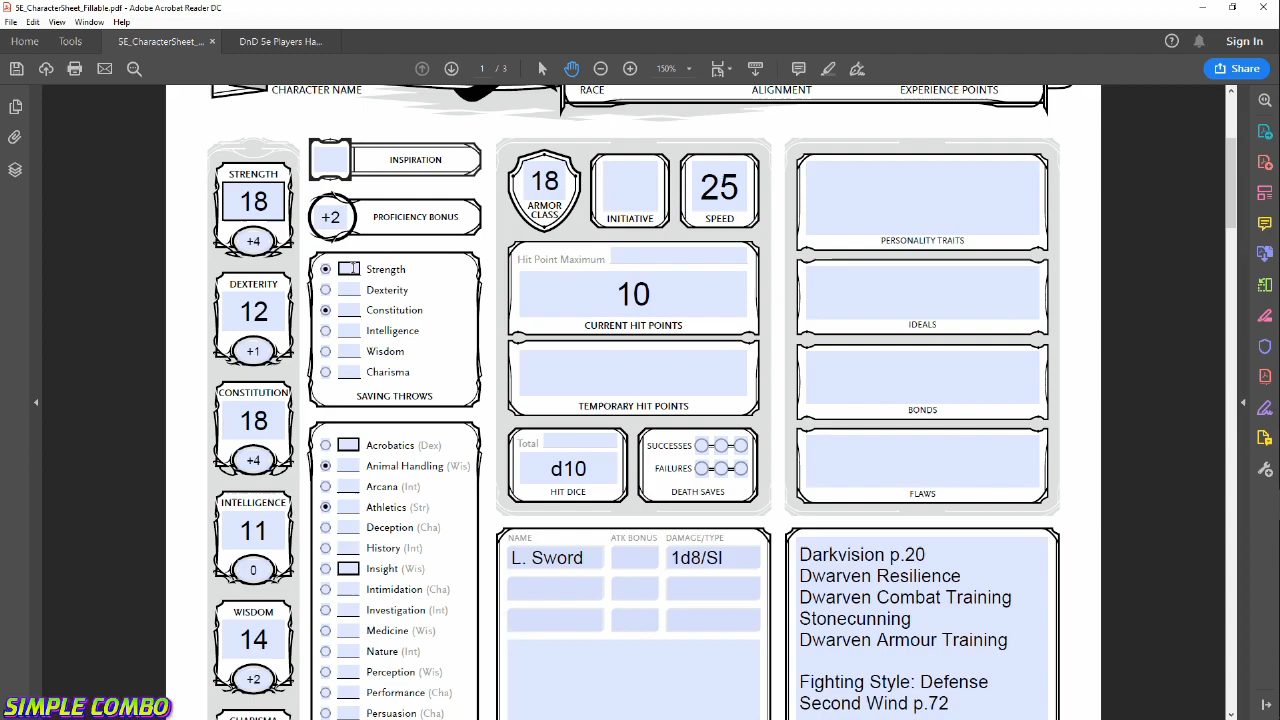 5E_CharacterSheet_Fillable.pdf - Adobe Acrobat Reader DC
File Edit View Window Help
Home Tools 5E_CharacterSheet_... × DnD 5e Players Ha... Sign In
1 / 3 150% Share
CHARACTER NAME RACE ALIGNMENT EXPERIENCE POINTS
STRENGTH
18
+4
DEXTERITY
12
+1
CONSTITUTION
18
+4
INTELLIGENCE
11
0
WISDOM
14
+2
INSPIRATION
+2 PROFICIENCY BONUS
Strength
Dexterity
Constitution
Intelligence
Wisdom
Charisma
SAVING THROWS
Acrobatics (Dex)
Animal Handling (Wis)
Arcana (Int)
Athletics (Str)
Deception (Cha)
History (Int)
Insight (Wis)
Intimidation (Cha)
Investigation (Int)
Medicine (Wis)
Nature (Int)
Perception (Wis)
Performance (Cha)
Persuasion (Cha)
18
ARMOR
CLASS
INITIATIVE
25
SPEED
Hit Point Maximum
10
CURRENT HIT POINTS
TEMPORARY HIT POINTS
Total
d10
HIT DICE
SUCCESSES
FAILURES
DEATH SAVES
NAME ATK BONUS DAMAGE/TYPE
L. Sword 1d8/Sl
PERSONALITY TRAITS
IDEALS
BONDS
FLAWS
Darkvision p.20
Dwarven Resilience
Dwarven Combat Training
Stonecunning
Dwarven Armour Training
Fighting Style: Defense
Second Wind p.72
SIMPLE COMBO